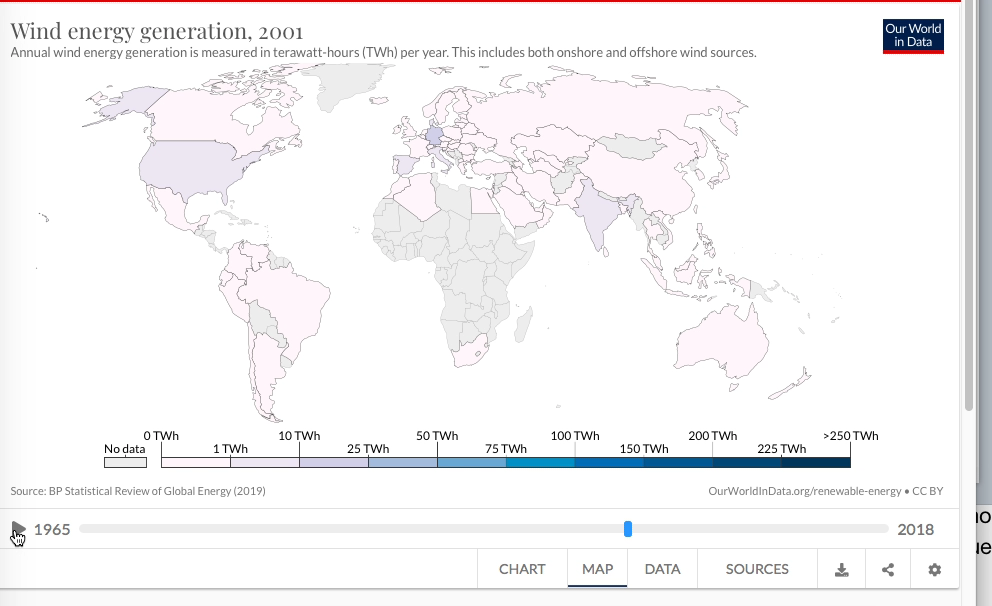 Wind energy generation, 2001
Annual wind energy generation is measured in terawatt-hours (TWh) per year. This includes both onshore and offshore wind sources.
Our World
in Data
No data
0 TWh
1 TWh
10 TWh
25 TWh
50 TWh
75 TWh
100 TWh
150 TWh
200 TWh
225 TWh
>250 TWh
Source: BP Statistical Review of Global Energy (2019)
OurWorldInData.org/renewable-energy • CC BY
1965
2018
CHART
MAP
DATA
SOURCES